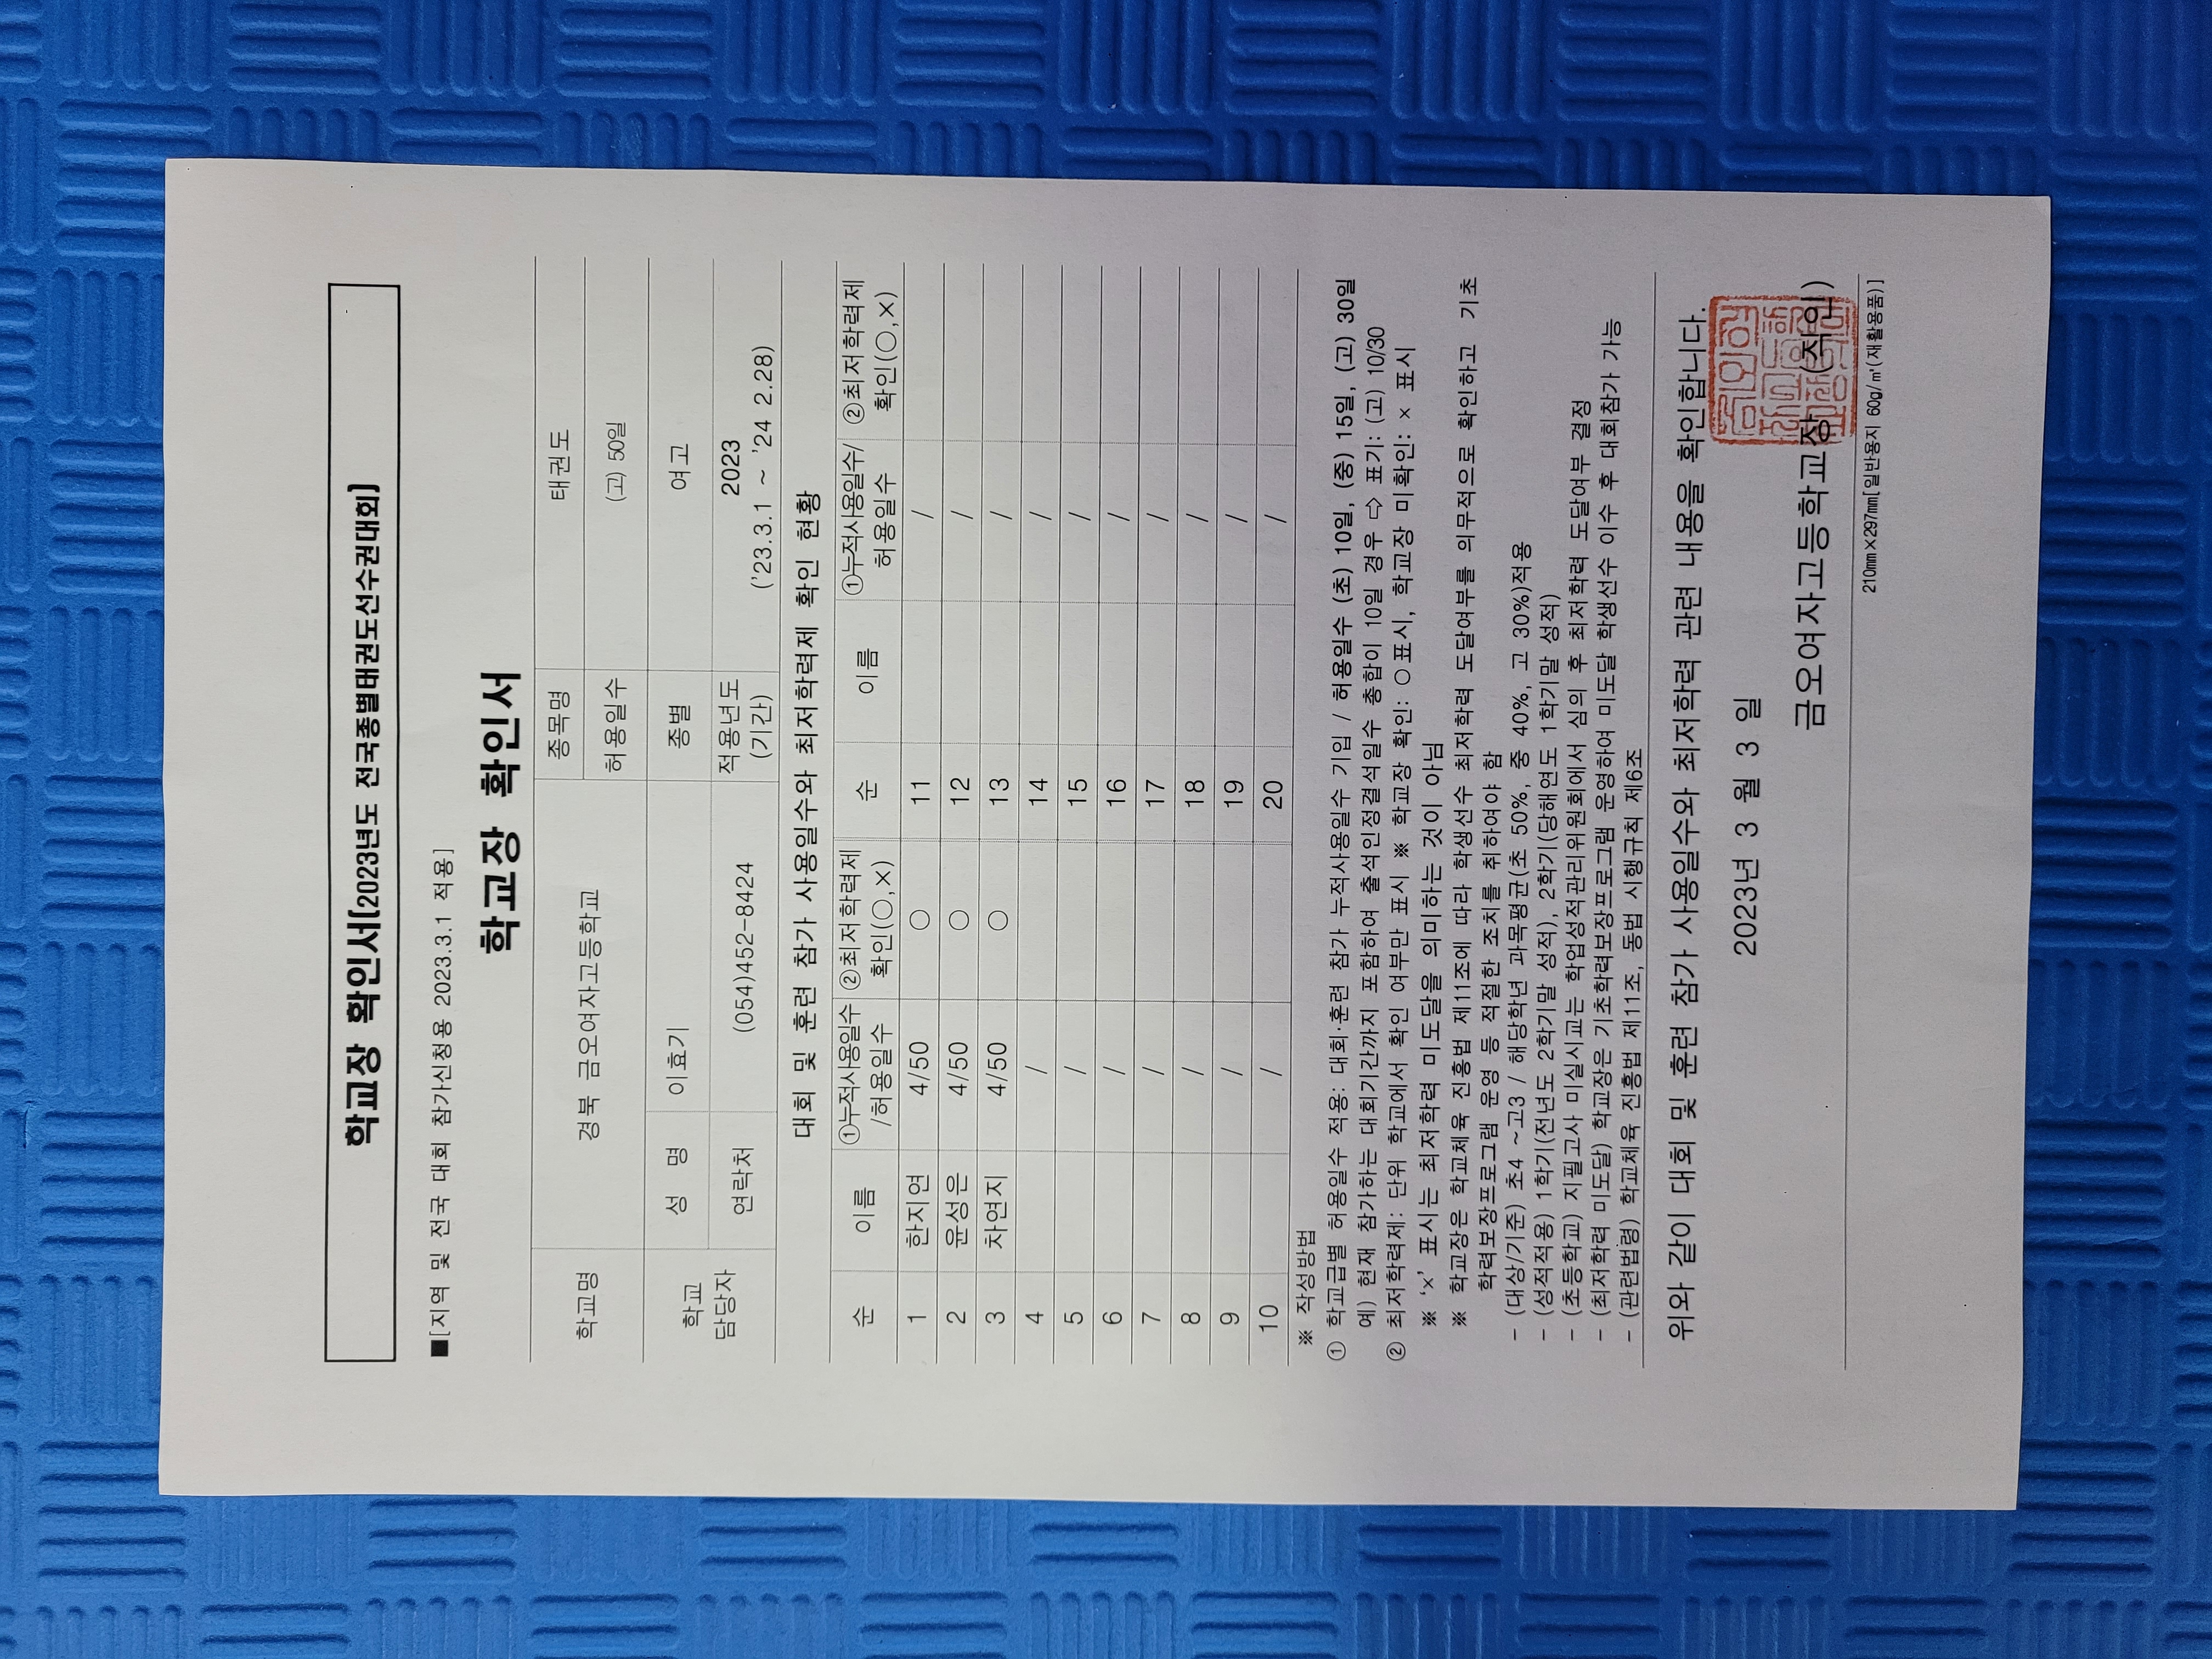 학교장 확인서(2023년도 전국종별태권도선수권대회)
■[지역 및 전국 대회 참가신청용 2023.3.1 적용]
학교장 확인서
학교명 경북 금오여자고등학교 종목명 태권도
허용일수 (고) 50일
학교 담당자 성 명 이효기 종별 여고
연락처 (054)452-8424 적용년도 (기간) 2023 ('23.3.1 ~ '24 2.28)
대회 및 훈련 참가 사용일수와 최저학력제 확인 현황
순 이름 ①누적사용일수/허용일수 ②최저학력제 확인(○,×) 순 이름 ①누적사용일수/허용일수 ②최저학력제 확인(○,×)
1 한지연 4/50 ○ 11 /
2 윤성은 4/50 ○ 12 /
3 차연지 4/50 ○ 13 /
4 / 14 /
5 / 15 /
6 / 16 /
7 / 17 /
8 / 18 /
9 / 19 /
10 / 20 /
※ 작성방법
① 학교급별 허용일수 적용: 대회·훈련 참가 누적사용일수 기입 / 허용일수 (초) 10일, (중) 15일, (고) 30일
예) 현재 참가하는 대회기간까지 포함하여 출석인정결석일수 총합이 10일 경우 ⇨ 표기: (고) 10/30
② 최저학력제: 단위 학교에서 확인 여부만 표시 ※ 학교장 확인: ○표시, 학교장 미확인: × 표시
※ '×' 표시는 최저학력 미도달을 의미하는 것이 아님
※ 학교장은 학교체육 진흥법 제11조에 따라 학생선수 최저학력 도달여부를 의무적으로 확인하고 기초
학력보장프로그램 운영 등 적절한 조치를 취하여야 함
- (대상/기준) 초4 ~고3 / 해당학년 과목평균(초 50%, 중 40%, 고 30%)적용
- (성적적용) 1학기(전년도 2학기말 성적), 2학기(당해연도 1학기말 성적)
- (초등학교) 지필고사 미실시교는 학업성적관리위원회에서 심의 후 최저학력 도달여부 결정
- (최저학력 미도달) 학교장은 기초학력보장프로그램 운영하여 미도달 학생선수 이수 후 대회참가 가능
- (관련법령) 학교체육 진흥법 제11조, 동법 시행규칙 제6조
위와 같이 대회 및 훈련 참가 사용일수와 최저학력 관련 내용을 확인합니다.
2023년 3 월 3 일
금오여자고등학교장 (직인)
210mm×297mm[일반용지 60g/㎡(재활용품)]